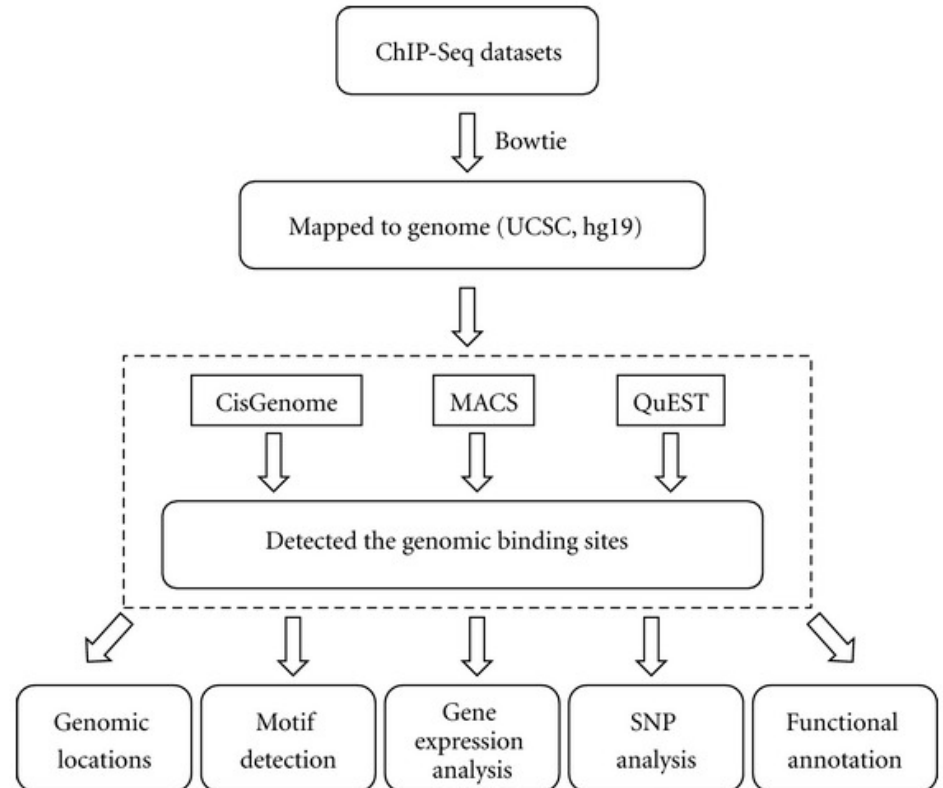 ChIP-Seq datasets
Bowtie
Mapped to genome (UCSC, hg19)
CisGenome
MACS
QuEST
Detected the genomic binding sites
Genomic
locations
Motif
detection
Gene
expression
analysis
SNP
analysis
Functional
annotation